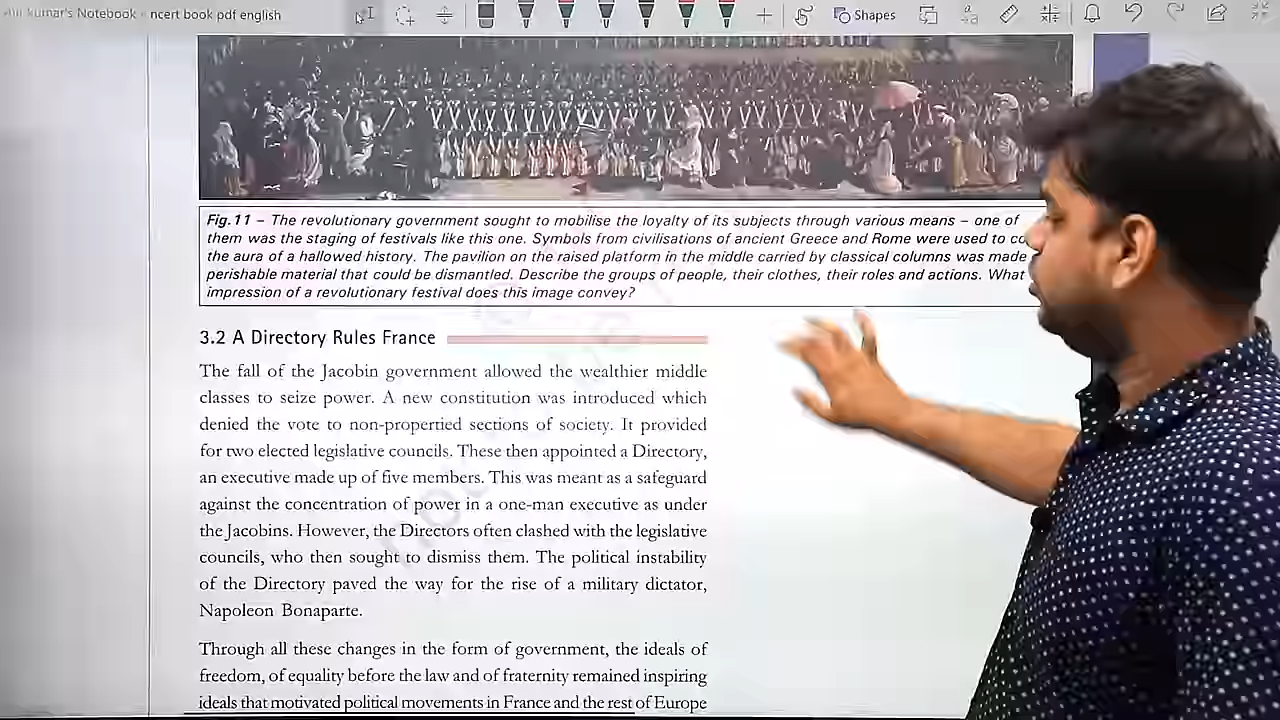 kumar's Notebook - ncert book pdf english
Shapes
Fig.11 – The revolutionary government sought to mobilise the loyalty of its subjects through various means – one of
them was the staging of festivals like this one. Symbols from civilisations of ancient Greece and Rome were used to
the aura of a hallowed history. The pavilion on the raised platform in the middle carried by classical columns was made
perishable material that could be dismantled. Describe the groups of people, their clothes, their roles and actions. What
impression of a revolutionary festival does this image convey?
3.2 A Directory Rules France
The fall of the Jacobin government allowed the wealthier middle
classes to seize power. A new constitution was introduced which
denied the vote to non-propertied sections of society. It provided
for two elected legislative councils. These then appointed a Directory,
an executive made up of five members. This was meant as a safeguard
against the concentration of power in a one-man executive as under
the Jacobins. However, the Directors often clashed with the legislative
councils, who then sought to dismiss them. The political instability
of the Directory paved the way for the rise of a military dictator,
Napoleon Bonaparte.
Through all these changes in the form of government, the ideals of
freedom, of equality before the law and of fraternity remained inspiring
ideals that motivated political movements in France and the rest of Europe